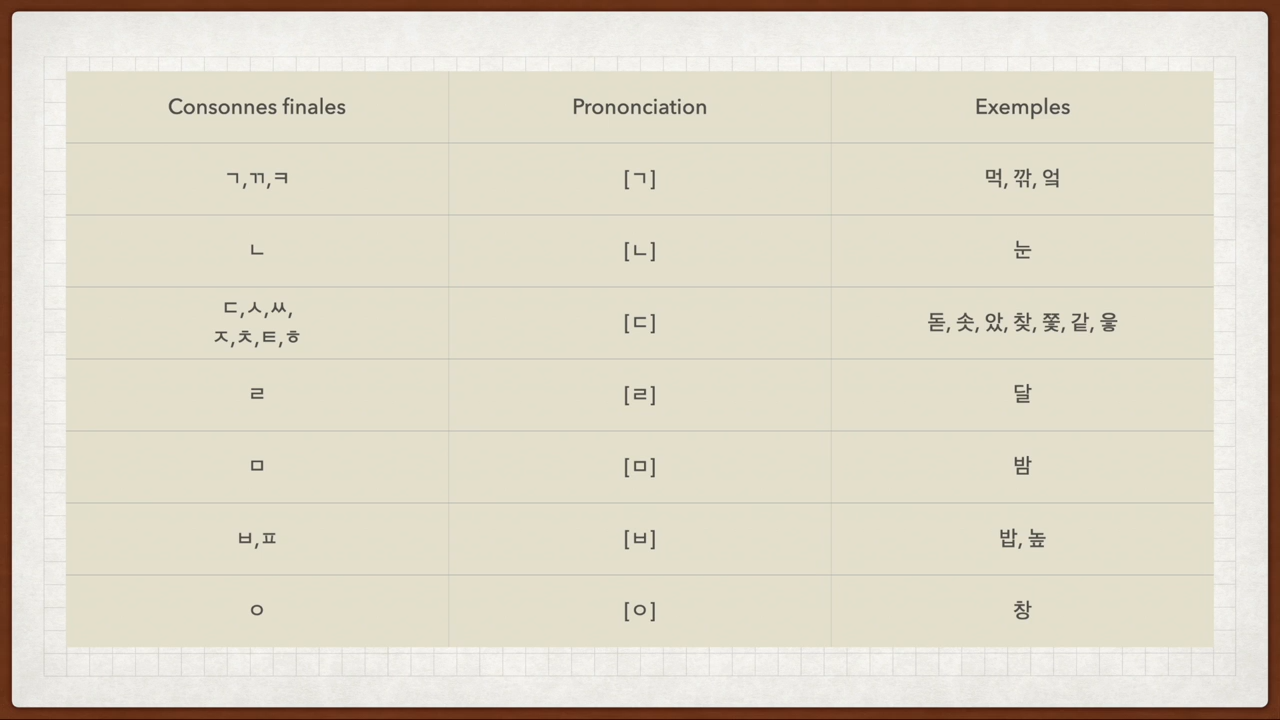 Consonnes finales Prononciation Exemples
ㄱ,ㄲ,ㅋ [ㄱ] 먹, 깎, 엌
ㄴ [ㄴ] 눈
ㄷ,ㅅ,ㅆ,
ㅈ,ㅊ,ㅌ,ㅎ [ㄷ] 돋, 솟, 았, 찾, 쫓, 같, 읗
ㄹ [ㄹ] 달
ㅁ [ㅁ] 밤
ㅂ,ㅍ [ㅂ] 밥, 높
ㅇ [ㅇ] 창